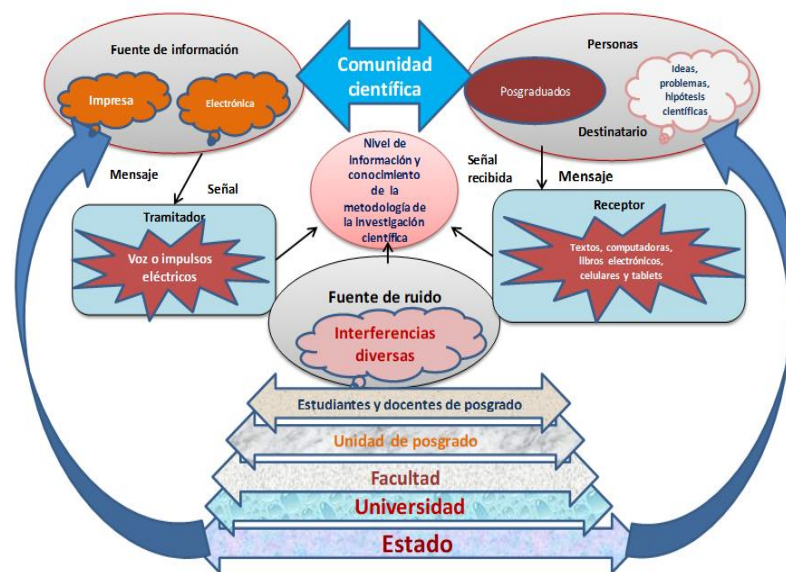 Fuente de información
Impresa
Electrónica
Comunidad
científica
Personas
Posgraduados
Ideas,
problemas,
hipótesis
científicas
Destinatario
Mensaje
Señal
Nivel de
Información y
conocimiento
de la
metodología de
la investigación
científica
Señal
recibida
Mensaje
Tramitador
Voz o impulsos
eléctricos
Receptor
Textos, computadoras,
libros electrónicos,
celulares y tablets
Fuente de ruido
Interferencias
diversas
Estudiantes y docentes de posgrado
Unidad de posgrado
Facultad
Universidad
Estado